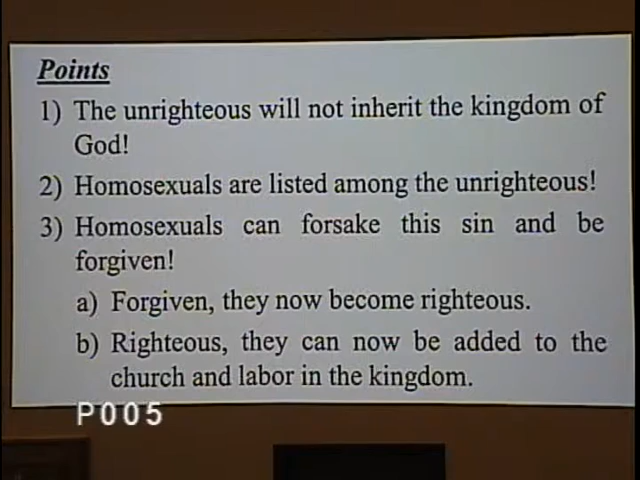 Points
1) The unrighteous will not inherit the kingdom of
God!
2) Homosexuals are listed among the unrighteous!
3) Homosexuals can forsake this sin and be
forgiven!
a) Forgiven, they now become righteous.
b) Righteous, they can now be added to the
church and labor in the kingdom.
P005